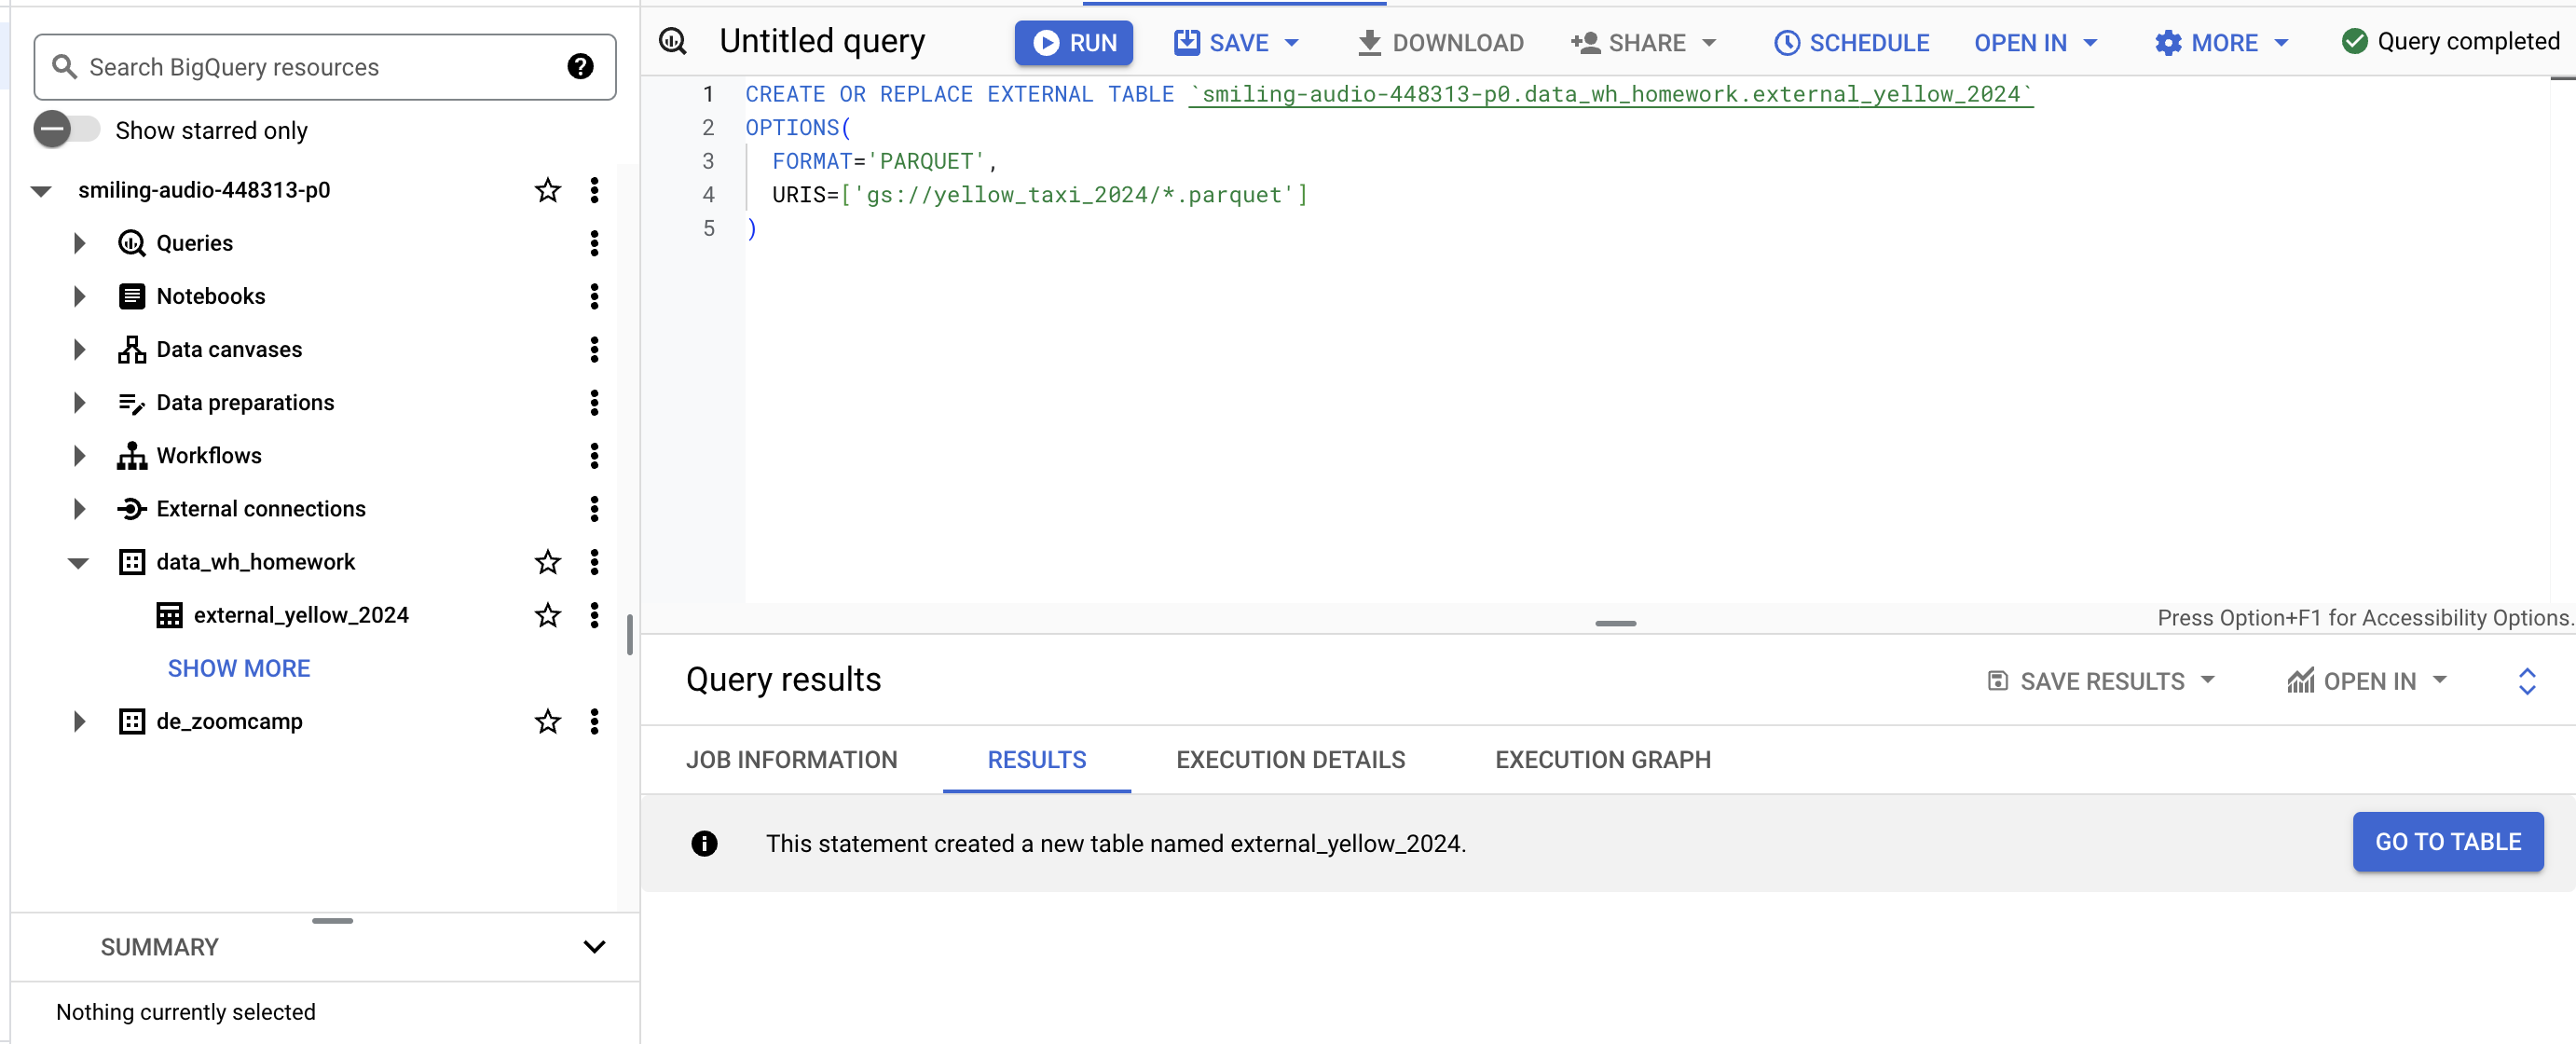 Search BigQuery resources
Show starred only
smiling-audio-448313-p0
Queries
Notebooks
Data canvases
Data preparations
Workflows
External connections
data_wh_homework
external_yellow_2024
SHOW MORE
de_zoomcamp
SUMMARY
Nothing currently selected
Untitled query RUN SAVE DOWNLOAD SHARE SCHEDULE OPEN IN MORE Query completed
1 CREATE OR REPLACE EXTERNAL TABLE `smiling-audio-448313-p0.data_wh_homework.external_yellow_2024`
2 OPTIONS(
3 FORMAT='PARQUET',
4 URIS=['gs://yellow_taxi_2024/*.parquet']
5 )
Press Option+F1 for Accessibility Options.
Query results SAVE RESULTS OPEN IN
JOB INFORMATION RESULTS EXECUTION DETAILS EXECUTION GRAPH
This statement created a new table named external_yellow_2024. GO TO TABLE